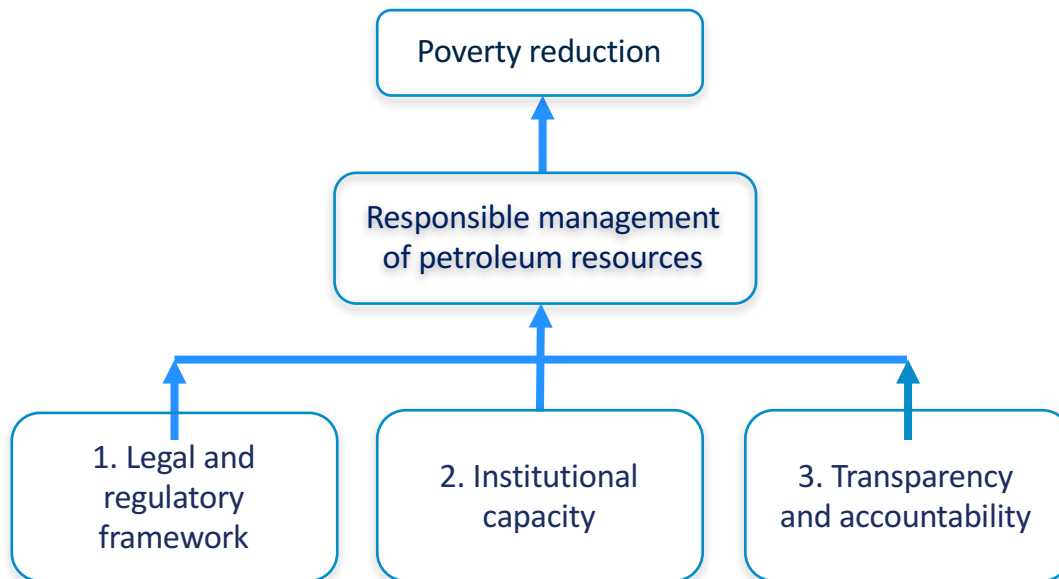 Poverty reduction
Responsible management
of petroleum resources
1. Legal and
regulatory
framework
2. Institutional
capacity
3. Transparency
and accountability